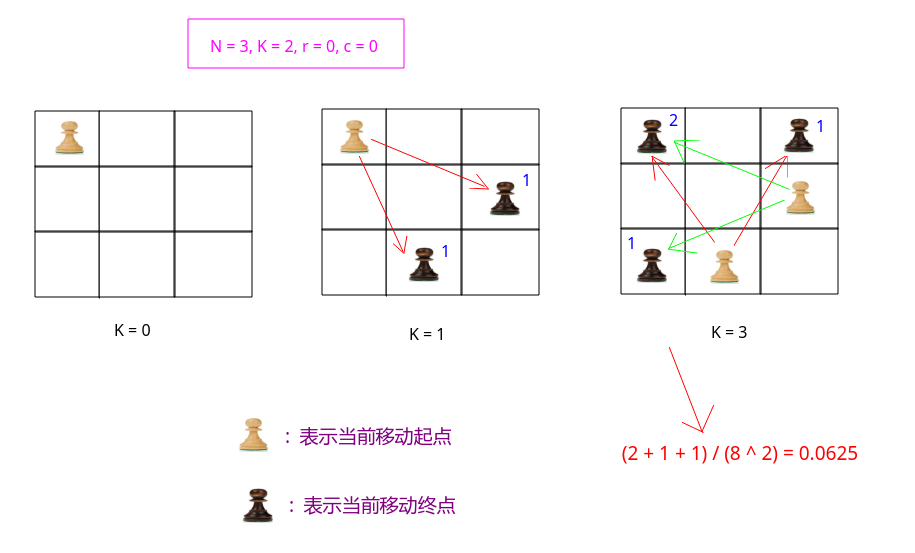 N = 3, K = 2, r = 0, c = 0
2
1
1
1
1
K = 0
K = 1
K = 3
: 表示当前移动起点
(2 + 1 + 1) / (8 ^ 2) = 0.0625
: 表示当前移动终点